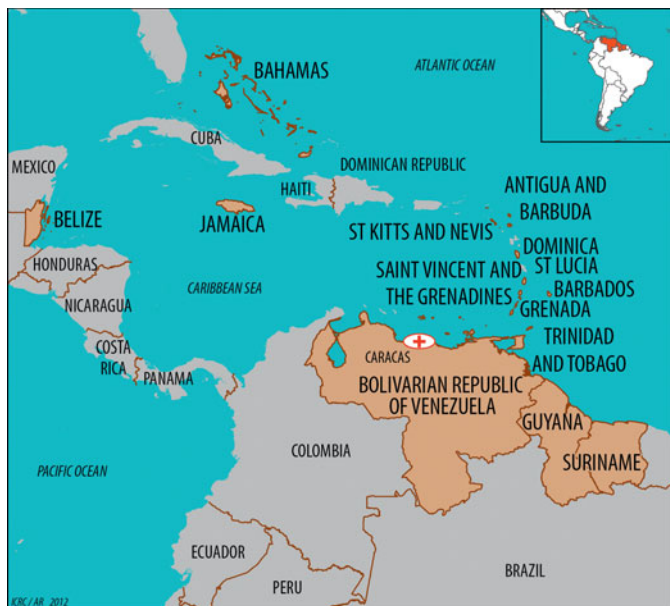 BAHAMAS
ATLANTIC OCEAN
CUBA
MEXICO
DOMINICAN REPUBLIC
HAITI
ANTIGUA AND
BARBUDA
BELIZE
JAMAICA
ST KITTS AND NEVIS
DOMINICA
ST LUCIA
HONDURAS
SAINT VINCENT AND
THE GRENADINES
BARBADOS
CARIBBEAN SEA
NICARAGUA
GRENADA
TRINIDAD
AND TOBAGO
COSTA
RICA
PANAMA
CARACAS
BOLIVARIAN REPUBLIC
OF VENEZUELA
GUYANA
COLOMBIA
SURINAME
PACIFIC OCEAN
ECUADOR
PERU
BRAZIL
ICRC / AR 2012